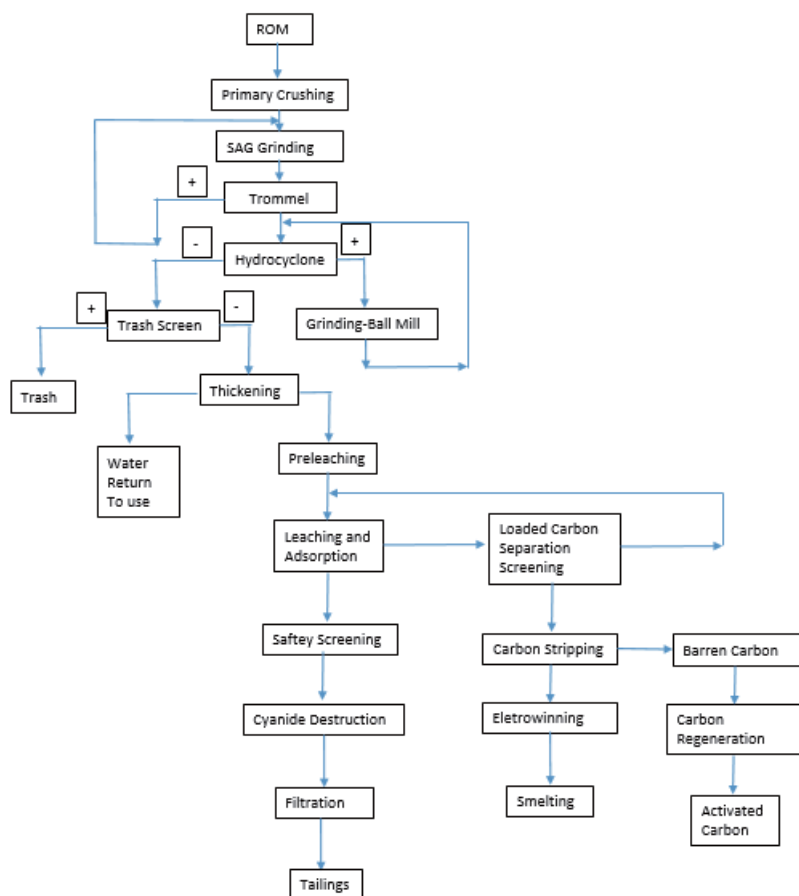 ROM
Primary Crushing
SAG Grinding
+
Trommel
-
+
Hydrocyclone
+
-
Trash Screen
Grinding-Ball Mill
Trash
Thickening
Water
Return
To use
Preleaching
Leaching and
Adsorption
Loaded Carbon
Separation
Screening
Saftey Screening
Carbon Stripping
Barren Carbon
Cyanide Destruction
Eletrowinning
Carbon
Regeneration
Filtration
Smelting
Activated
Carbon
Tailings